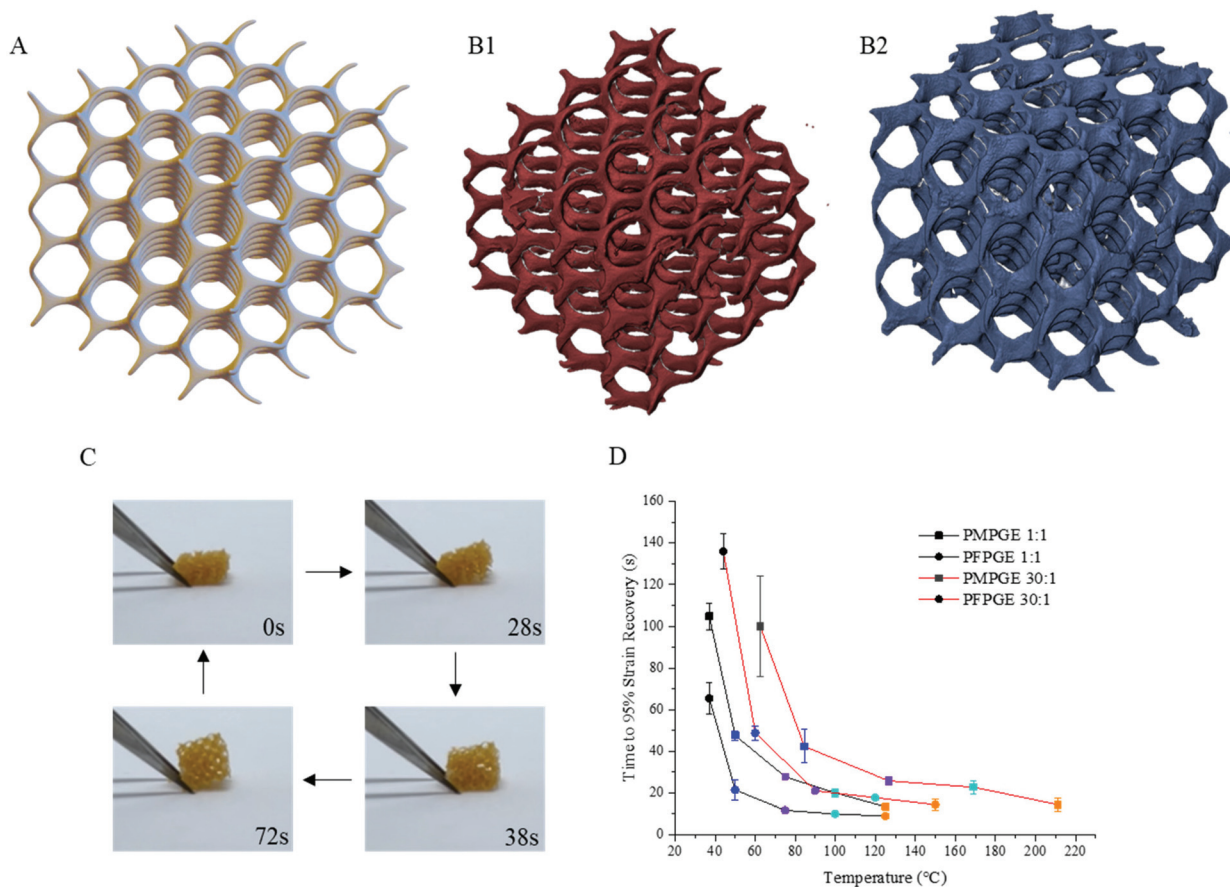 A
B1
B2
C
0s
28s
72s
38s
D
160
140
120
100
80
60
40
20
0
Time to 95% Strain Recovery (s)
PMPGE 1:1
PFPGE 1:1
PMPGE 30:1
PFPGE 30:1
20 40 60 80 100 120 140 160 180 200 220
Temperature (℃)